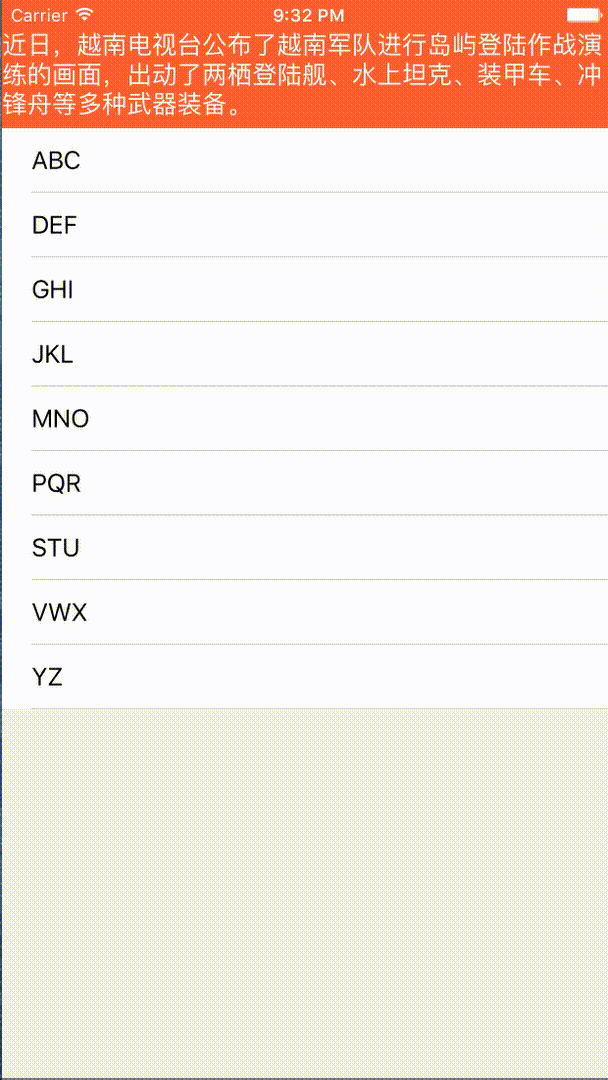 Carrier 9:32 PM
近日，越南电视台公布了越南军队进行岛屿登陆作战演
练的画面，出动了两栖登陆舰、水上坦克、装甲车、冲
锋舟等多种武器装备。
ABC
DEF
GHI
JKL
MNO
PQR
STU
VWX
YZ